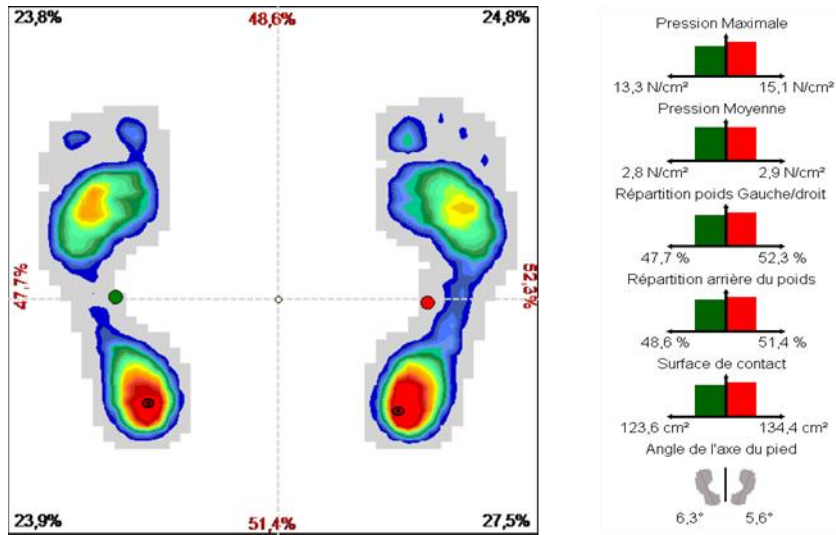 23,8%
48,6%
24,8%
47,7%
52,3%
23,9%
51,4%
27,5%
Pression Maximale
13,3 N/cm² 15,1 N/cm²
Pression Moyenne
2,8 N/cm² 2,9 N/cm²
Répartition poids Gauche/droit
47,7 % 52,3 %
Répartition arrière du poids
48,6 % 51,4 %
Surface de contact
123,6 cm² 134,4 cm²
Angle de l'axe du pied
6,3° 5,6°